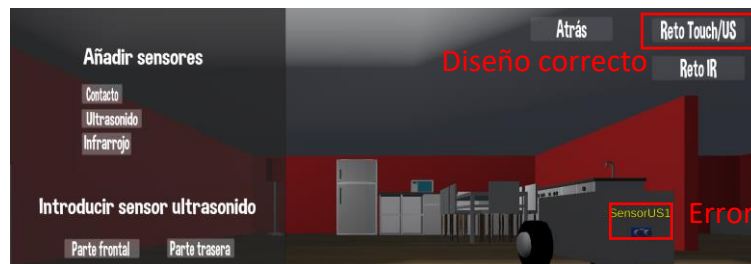 Atrás
Reto Touch/US
Añadir sensores
Diseño correcto
Reto IR
Contacto
Ultrasonido
Infrarrojo
Introducir sensor ultrasonido
SensorUS1
Error
Parte frontal
Parte trasera